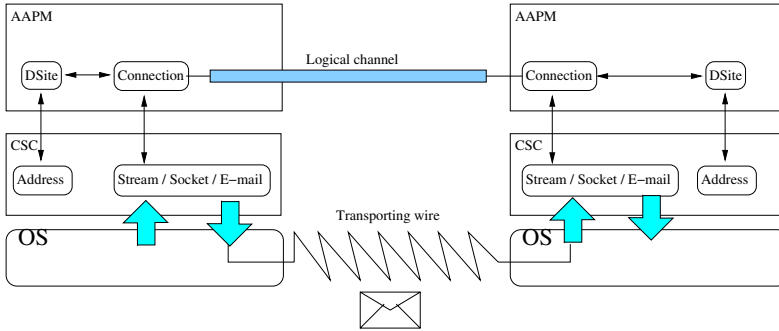 AAPM
AAPM
Logical channel
DSite
Connection
Connection
DSite
CSC
CSC
Address
Stream / Socket / E−mail
Stream / Socket / E−mail
Address
Transporting wire
OS
OS